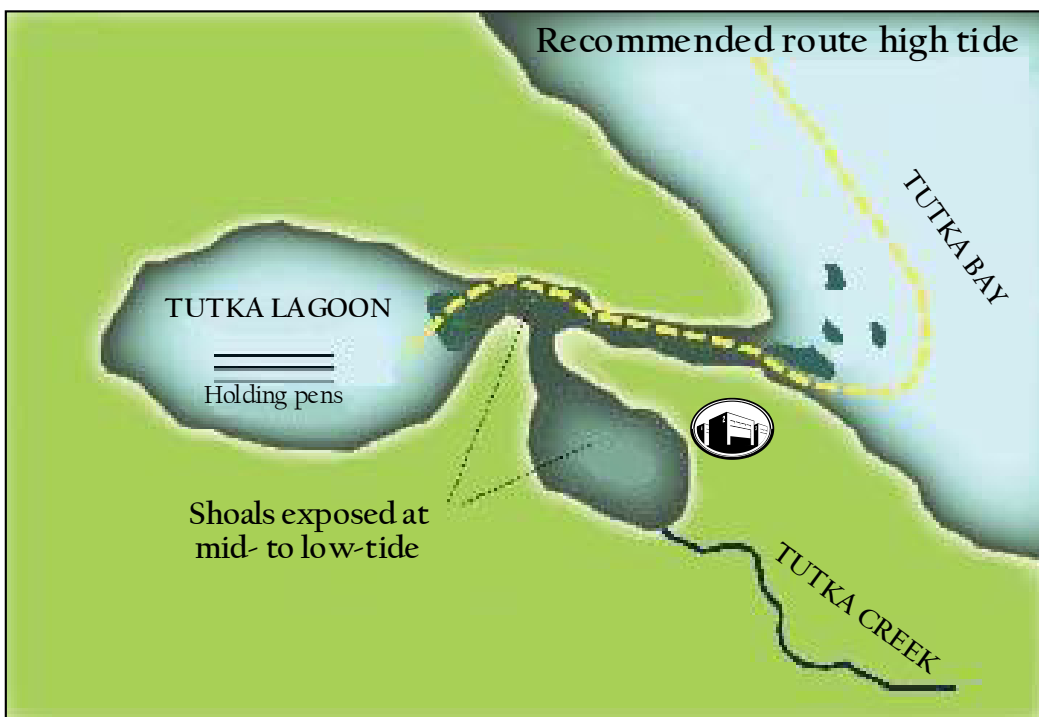 Recommended route high tide
TUTKA BAY
TUTKA LAGOON
Holding pens
Shoals exposed at
mid- to low-tide
TUTKA CREEK